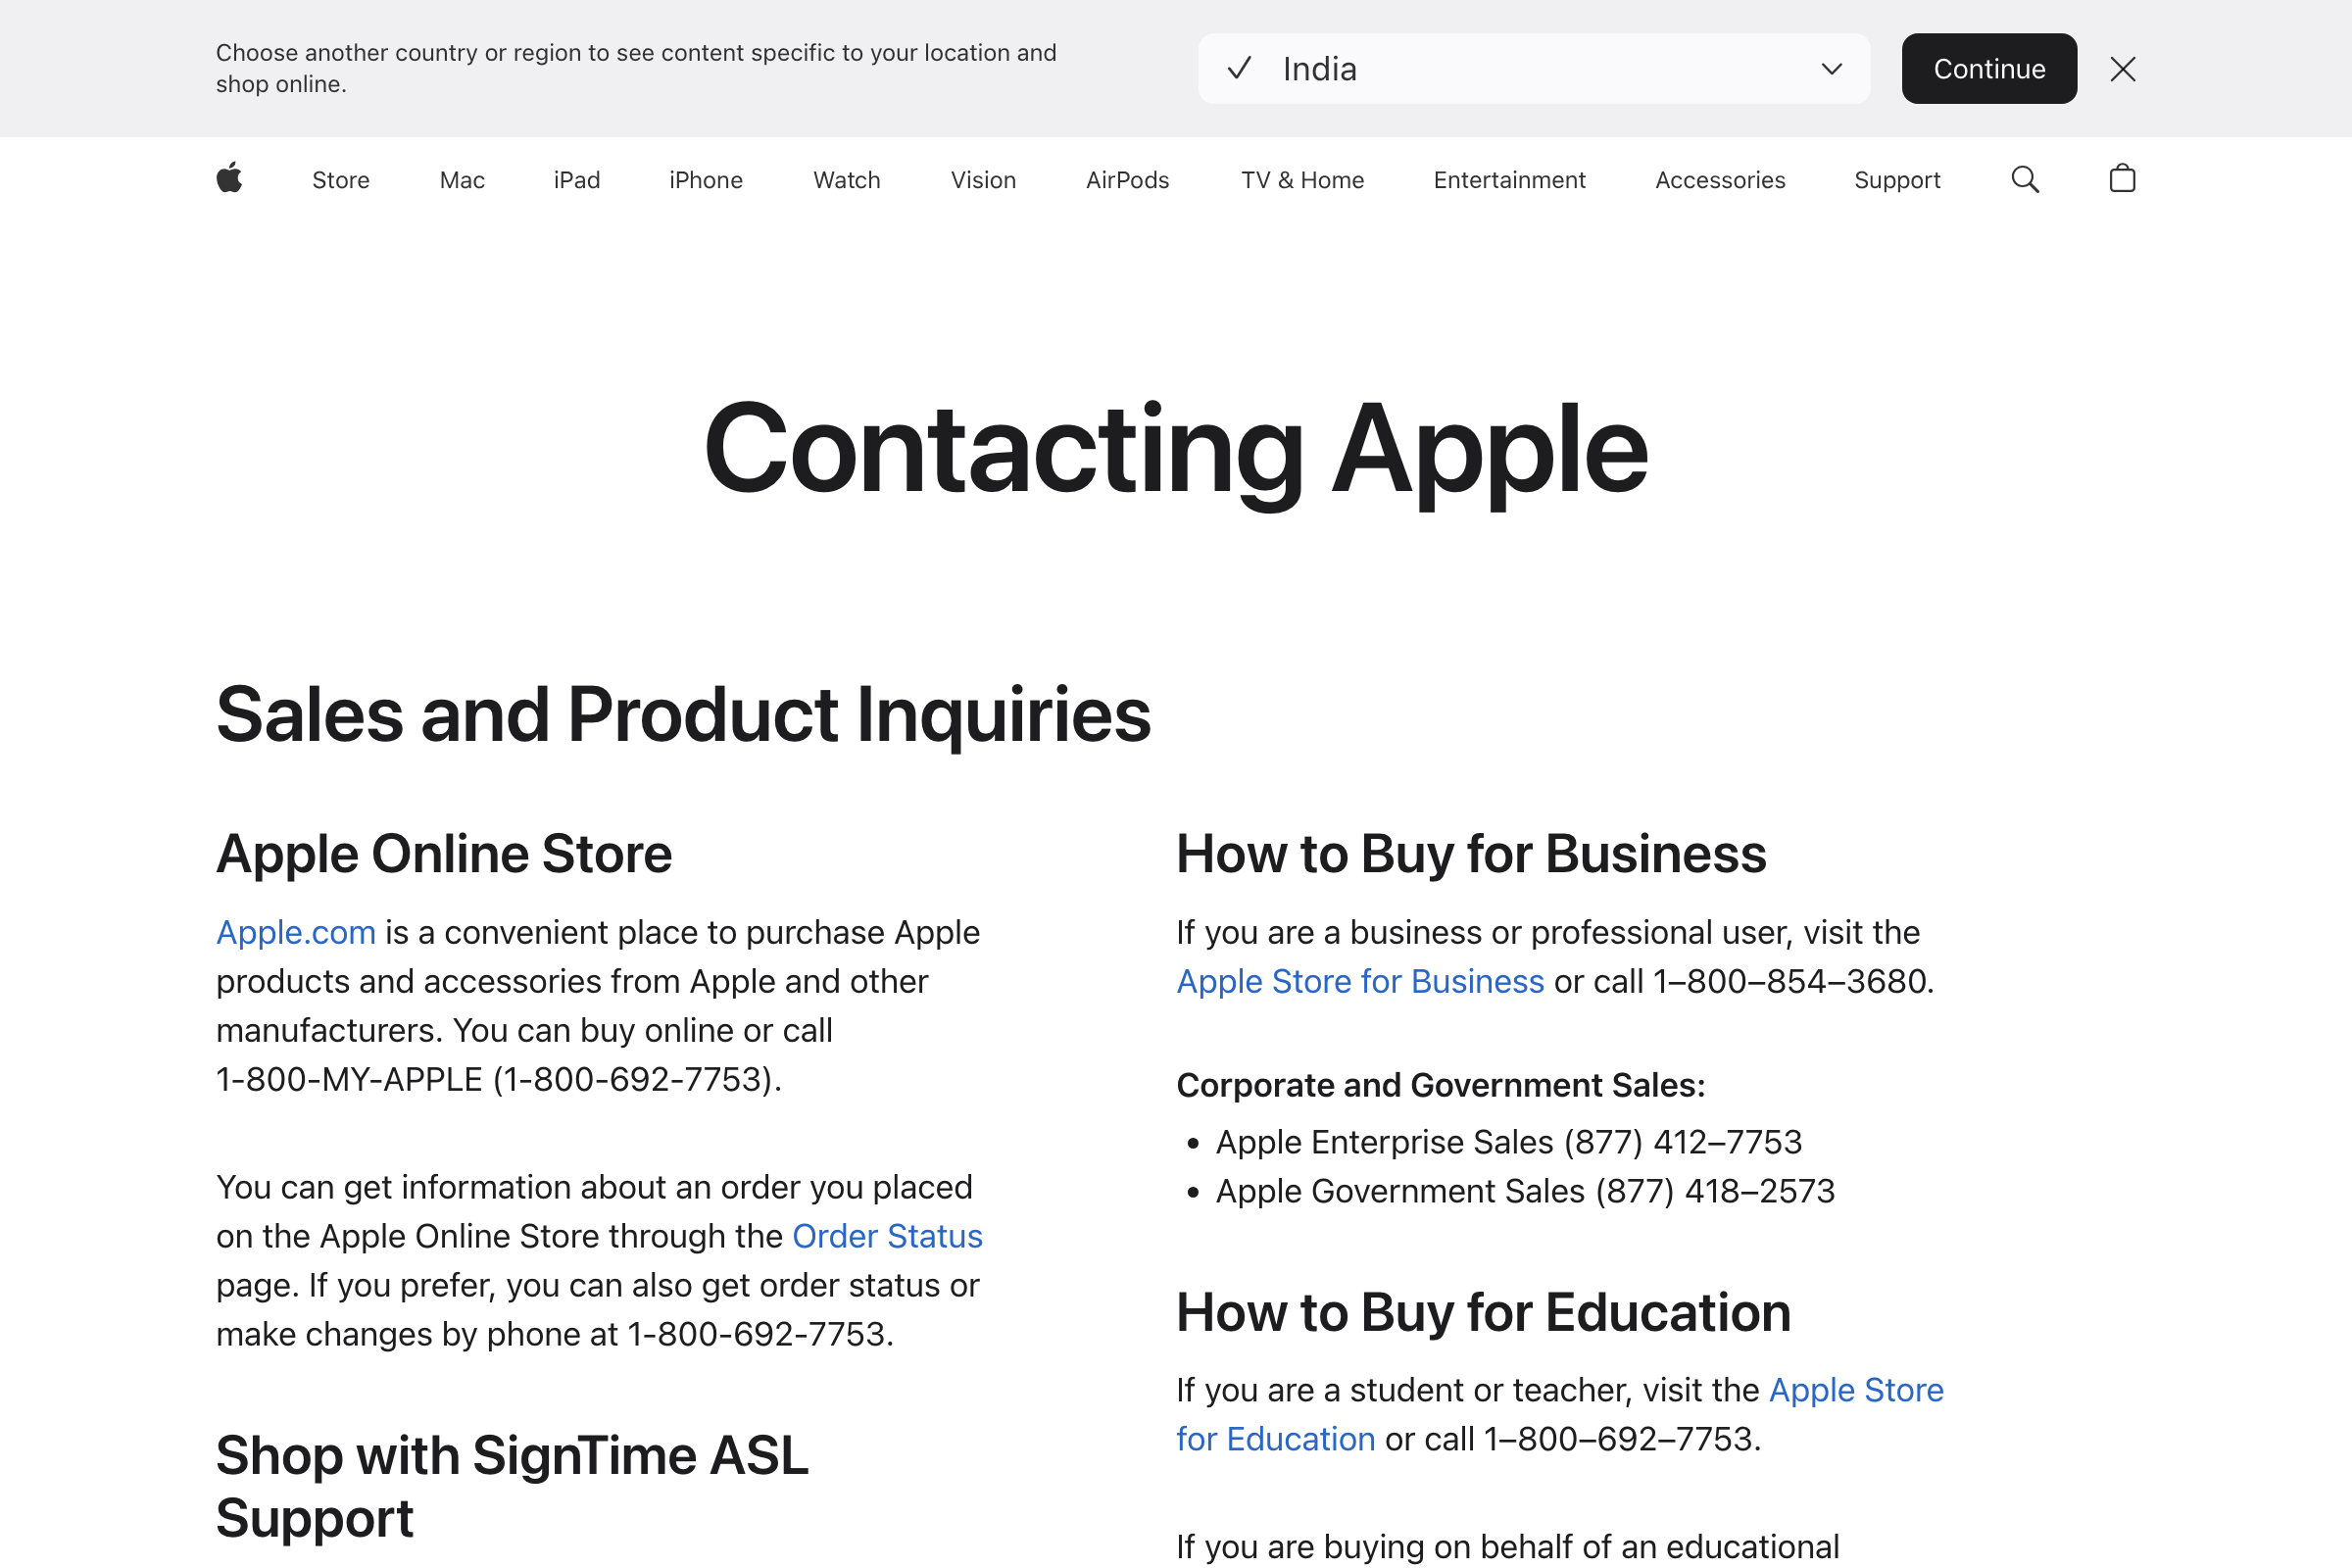 Choose another country or region to see content specific to your location and
shop online.
India
Continue
Store Mac iPad iPhone Watch Vision AirPods TV & Home Entertainment Accessories Support
Contacting Apple
Sales and Product Inquiries
Apple Online Store
Apple.com is a convenient place to purchase Apple
products and accessories from Apple and other
manufacturers. You can buy online or call
1-800-MY-APPLE (1-800-692-7753).
You can get information about an order you placed
on the Apple Online Store through the Order Status
page. If you prefer, you can also get order status or
make changes by phone at 1-800-692-7753.
Shop with SignTime ASL
Support
How to Buy for Business
If you are a business or professional user, visit the
Apple Store for Business or call 1–800–854–3680.
Corporate and Government Sales:
• Apple Enterprise Sales (877) 412–7753
• Apple Government Sales (877) 418–2573
How to Buy for Education
If you are a student or teacher, visit the Apple Store
for Education or call 1–800–692–7753.
If you are buying on behalf of an educational